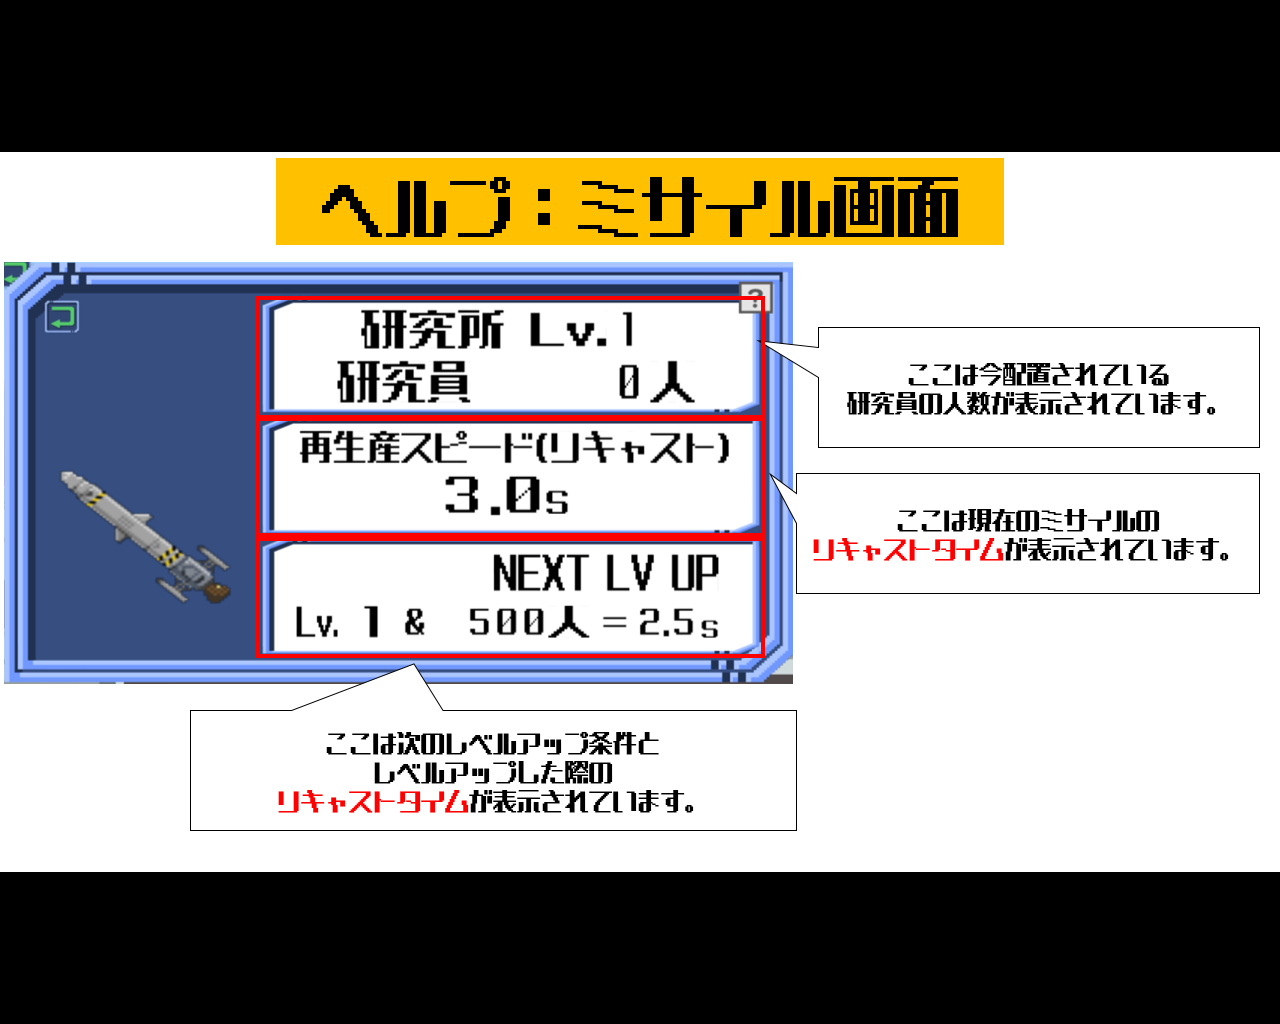 ヘルプ：ミサイル画面
?
研究所 Lv.1
研究員 0人
再生産スピード(リキャスト)
3.0s
NEXT LV UP
Lv. 1 & 500人 = 2.5s
ここは今配置されている
研究員の人数が表示されています。
ここは現在のミサイルの
リキャストタイムが表示されています。
ここは次のレベルアップ条件と
レベルアップした際の
リキャストタイムが表示されています。